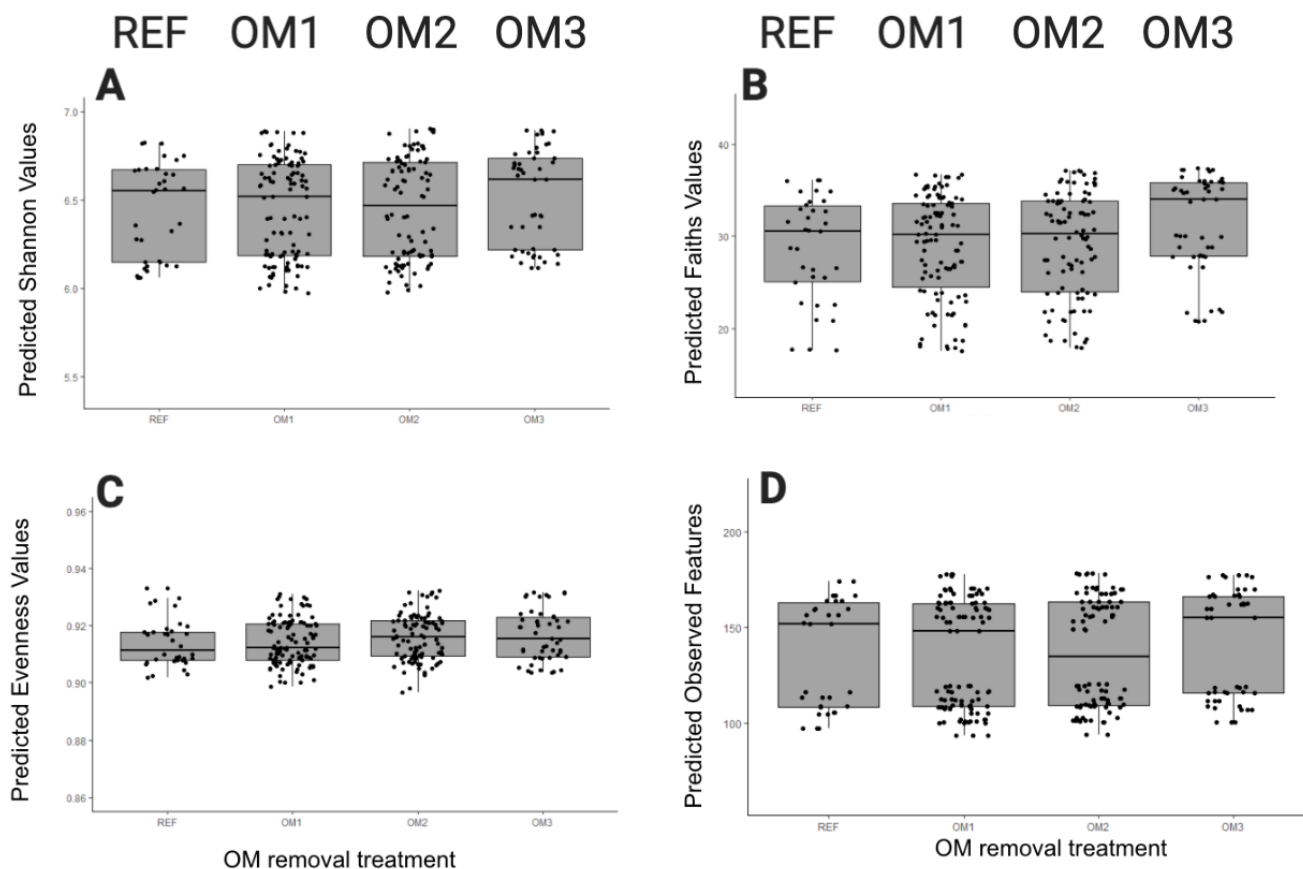 REF OM1 OM2 OM3
REF OM1 OM2 OM3
A
Predicted Shannon Values
7.0
6.5
6.0
5.5
REF OM1 OM2 OM3
B
Predicted Faiths Values
40
30
20
REF OM1 OM2 OM3
C
Predicted Evenness Values
0.96
0.94
0.92
0.90
0.88
0.86
REF OM1 OM2 OM3
OM removal treatment
D
Predicted Observed Features
200
150
100
REF OM1 OM2 OM3
OM removal treatment